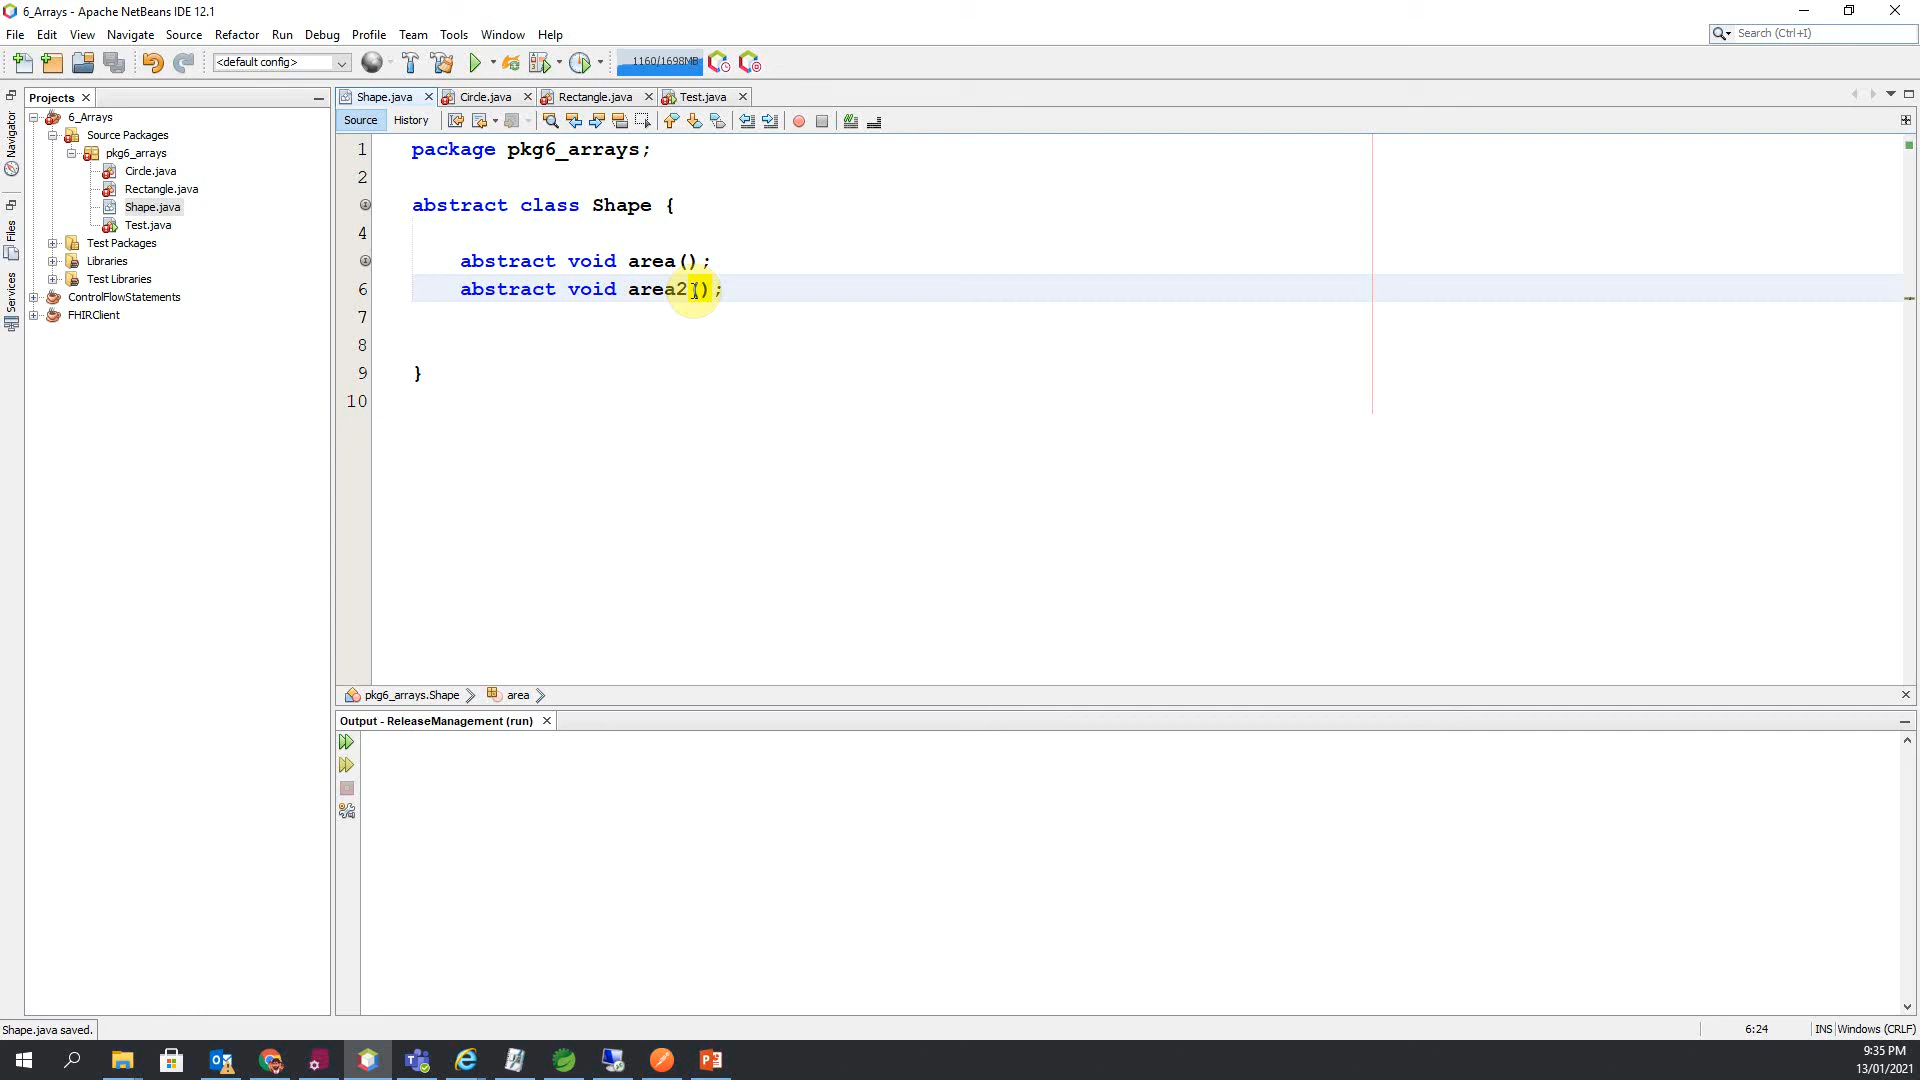 6_Arrays - Apache NetBeans IDE 12.1
File Edit View Navigate Source Refactor Run Debug Profile Team Tools Window Help
Search (Ctrl+I)
<default config>
1160/1698MB
Projects
Shape.java Circle.java Rectangle.java Test.java
Source History
Navigator
Files
Services
6_Arrays
Source Packages
pkg6_arrays
Circle.java
Rectangle.java
Shape.java
Test.java
Test Packages
Libraries
Test Libraries
ControlFlowStatements
FHIRClient
1 package pkg6_arrays;
2
abstract class Shape {
4
abstract void area();
6 abstract void area2();
7
8
9 }
10
pkg6_arrays.Shape area
Output - ReleaseManagement (run)
Shape.java saved.
6:24 INS Windows (CRLF)
9:35 PM
13/01/2021